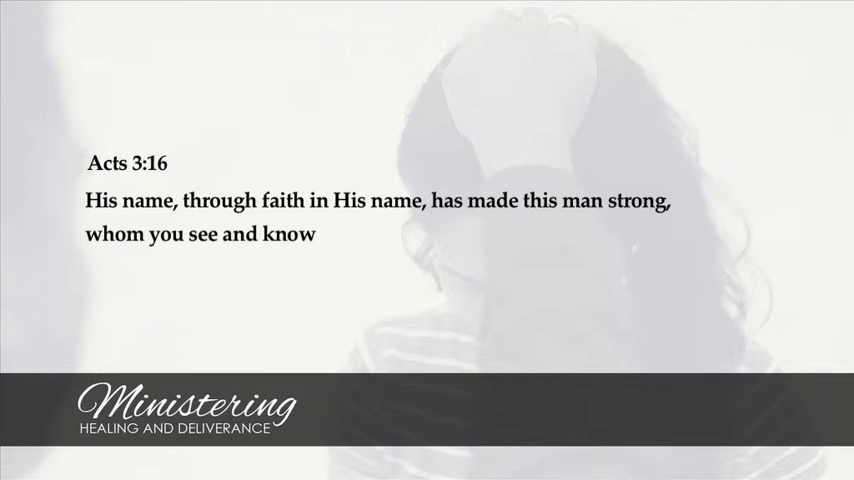 Acts 3:16
His name, through faith in His name, has made this man strong,
whom you see and know
Ministering
HEALING AND DELIVERANCE